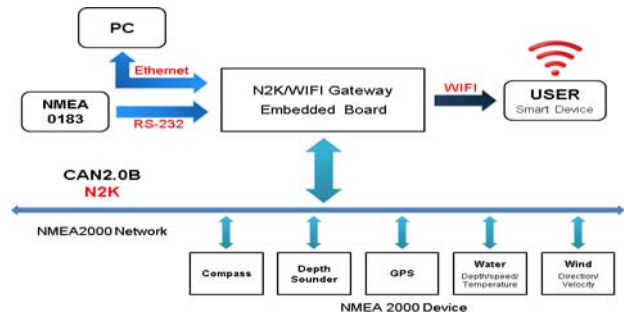 PC
Ethernet
NMEA
0183
RS-232
N2K/WIFI Gateway
Embedded Board
WIFI
USER
Smart Device
CAN2.0B
N2K
NMEA2000 Network
Compass
Depth
Sounder
GPS
Water
Depth/speed/
Temperature
Wind
Direction/
Velocity
NMEA 2000 Device